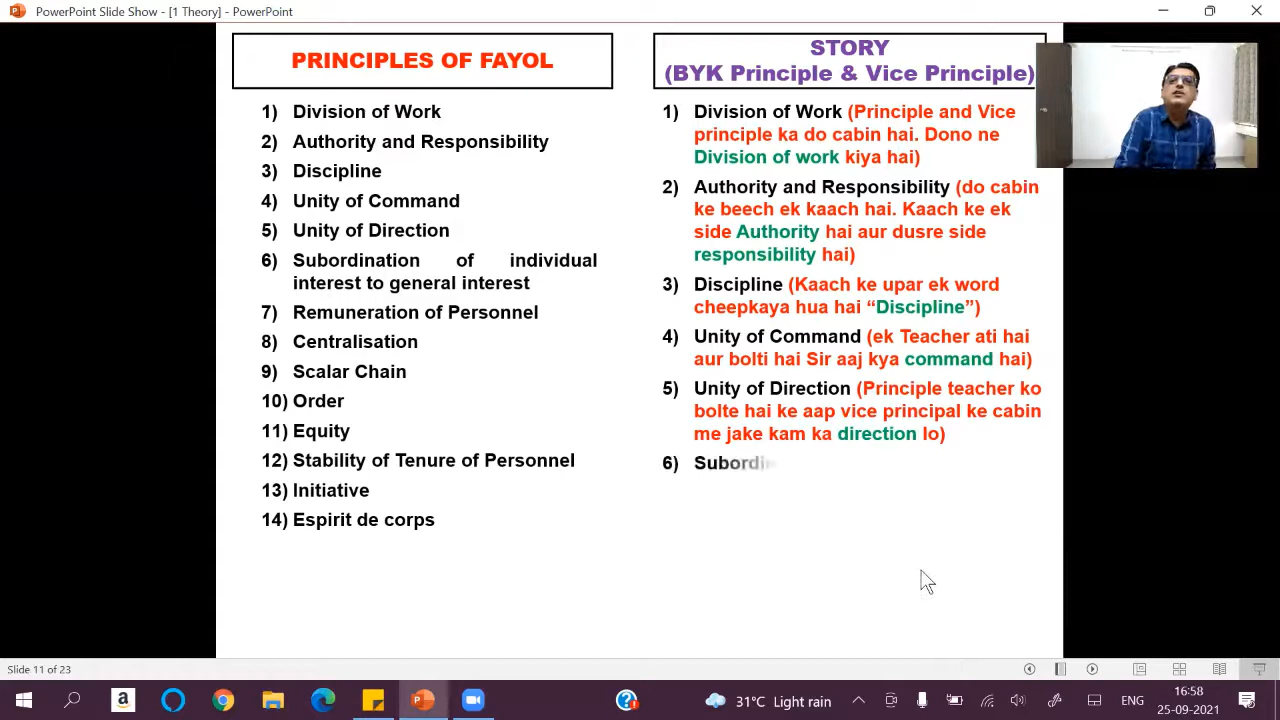 PowerPoint Slide Show - [1 Theory] - PowerPoint
PRINCIPLES OF FAYOL
1) Division of Work
2) Authority and Responsibility
3) Discipline
4) Unity of Command
5) Unity of Direction
6) Subordination of individual
interest to general interest
7) Remuneration of Personnel
8) Centralisation
9) Scalar Chain
10) Order
11) Equity
12) Stability of Tenure of Personnel
13) Initiative
14) Espirit de corps
STORY
(BYK Principle & Vice Principle)
1) Division of Work (Principle and Vice
principle ka do cabin hai. Dono ne
Division of work kiya hai)
2) Authority and Responsibility (do cabin
ke beech ek kaach hai. Kaach ke ek
side Authority hai aur dusre side
responsibility hai)
3) Discipline (Kaach ke upar ek word
cheepkaya hua hai “Discipline”)
4) Unity of Command (ek Teacher ati hai
aur bolti hai Sir aaj kya command hai)
5) Unity of Direction (Principle teacher ko
bolte hai ke aap vice principal ke cabin
me jake kam ka direction lo)
6) Subordin
Slide 11 of 23
31°C Light rain
ENG
16:58
25-09-2021